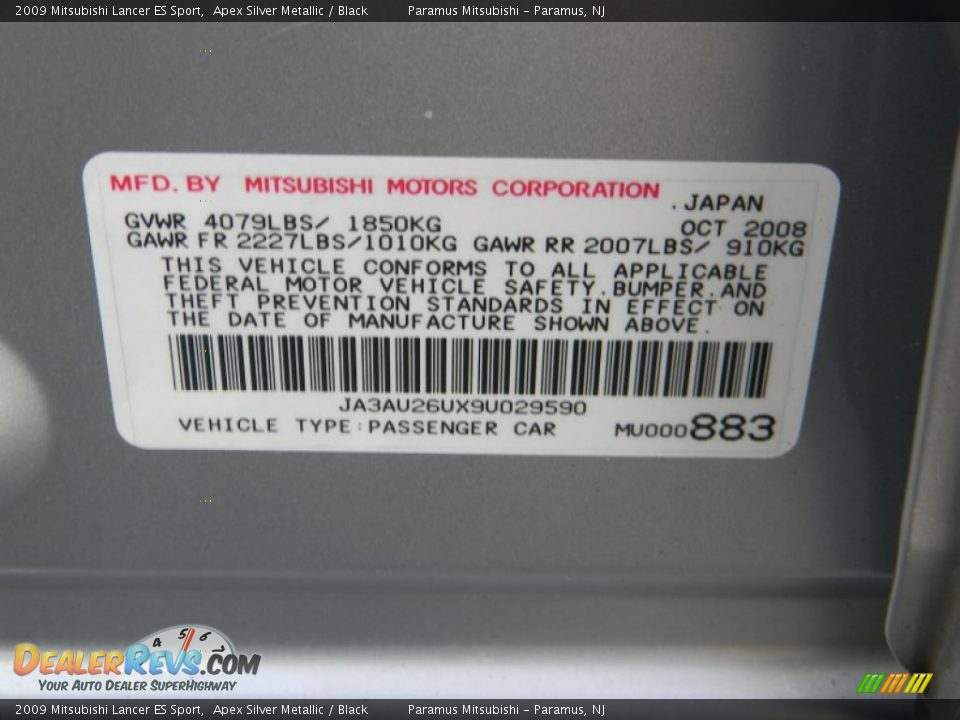 2009 Mitsubishi Lancer ES Sport, Apex Silver Metallic / Black Paramus Mitsubishi - Paramus, NJ
MFD. BY MITSUBISHI MOTORS CORPORATION
.JAPAN
GVWR 4079LBS/ 1850KG OCT 2008
GAWR FR 2227LBS/1010KG GAWR RR 2007LBS/ 910KG
THIS VEHICLE CONFORMS TO ALL APPLICABLE
FEDERAL MOTOR VEHICLE SAFETY.BUMPER.AND
THEFT PREVENTION STANDARDS IN EFFECT ON
THE DATE OF MANUFACTURE SHOWN ABOVE.
JA3AU26UX9U029590
VEHICLE TYPE:PASSENGER CAR MU000883
4 5 6 7
DEALERREVS.COM
YOUR AUTO DEALER SUPERHIGHWAY
2009 Mitsubishi Lancer ES Sport, Apex Silver Metallic / Black Paramus Mitsubishi - Paramus, NJ